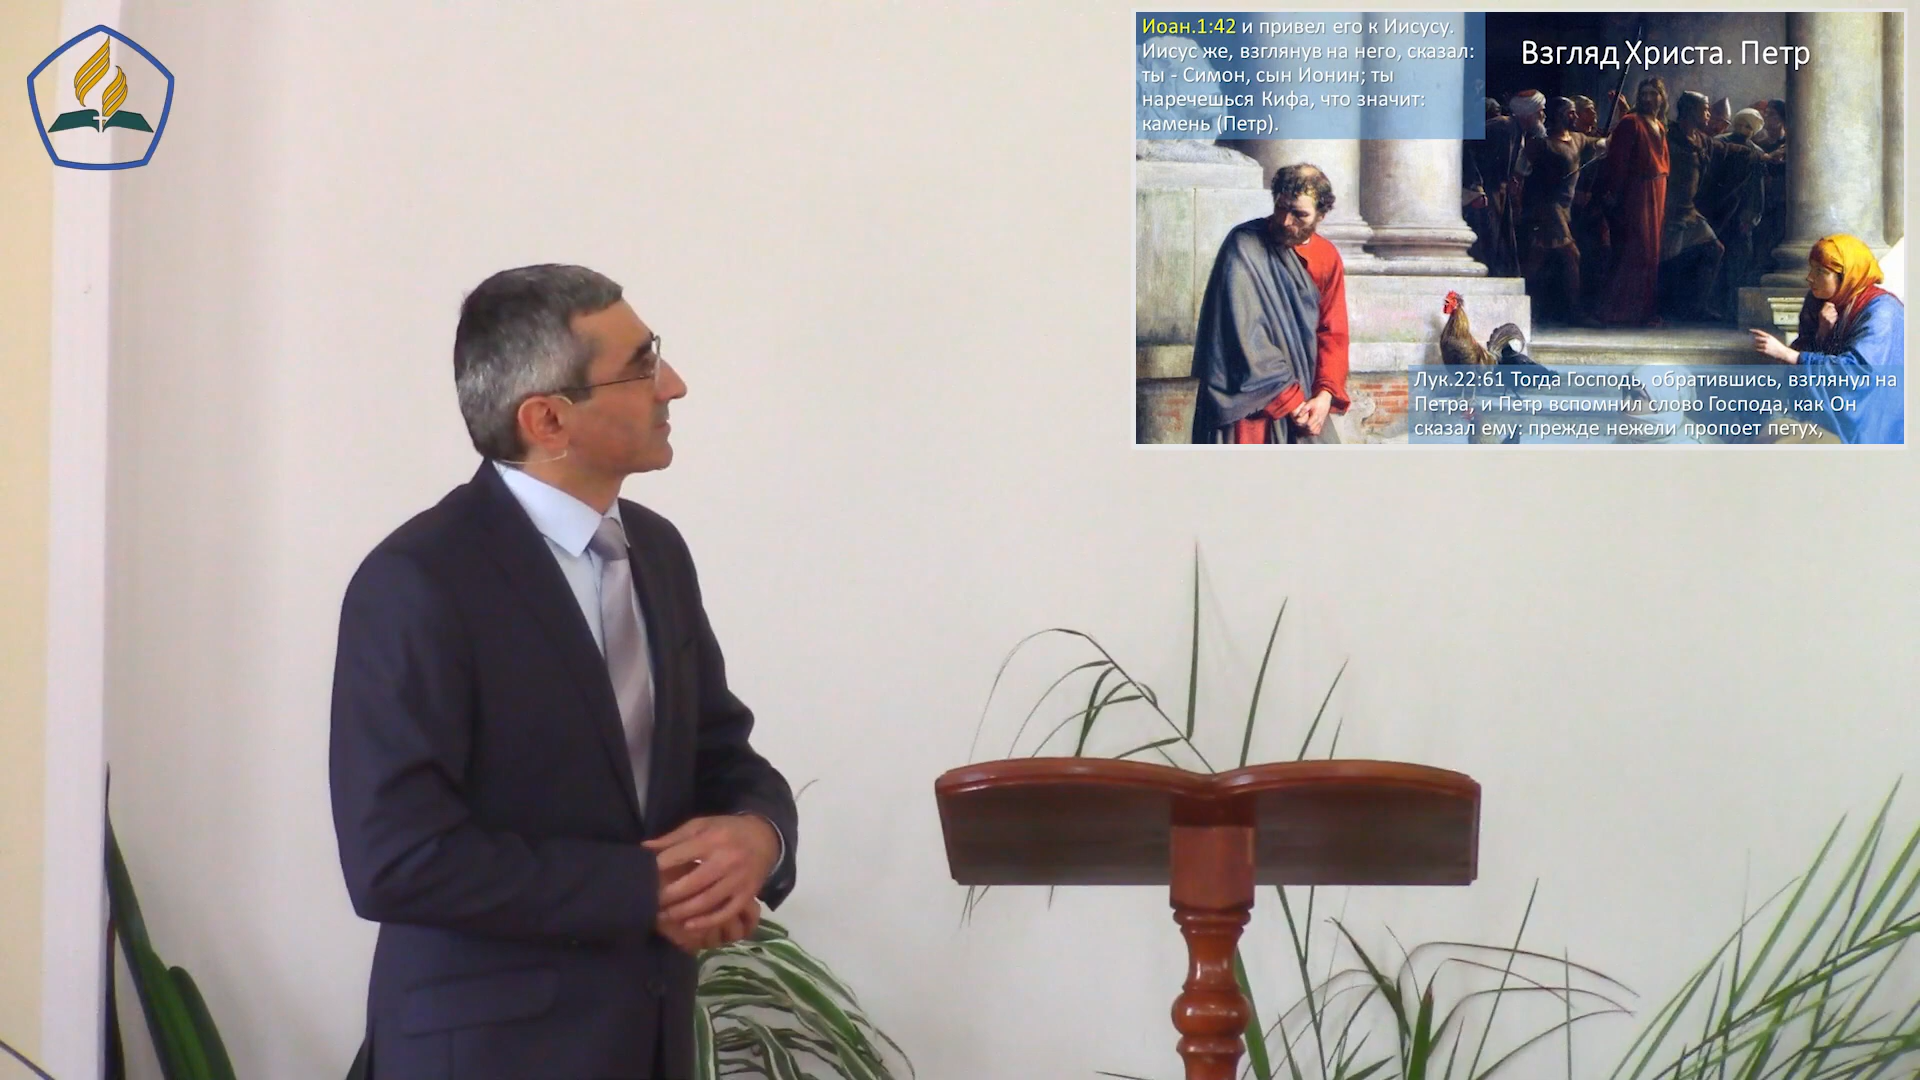 Иоан.1:42 и привел его к Иисусу.
Иисус же, взглянув на него, сказал:
ты - Симон, сын Ионин; ты
наречешься Кифа, что значит:
камень (Петр).
Взгляд Христа. Петр
Лук.22:61 Тогда Господь, обратившись, взглянул на
Петра, и Петр вспомнил слово Господа, как Он
сказал ему: прежде нежели пропоет петух,